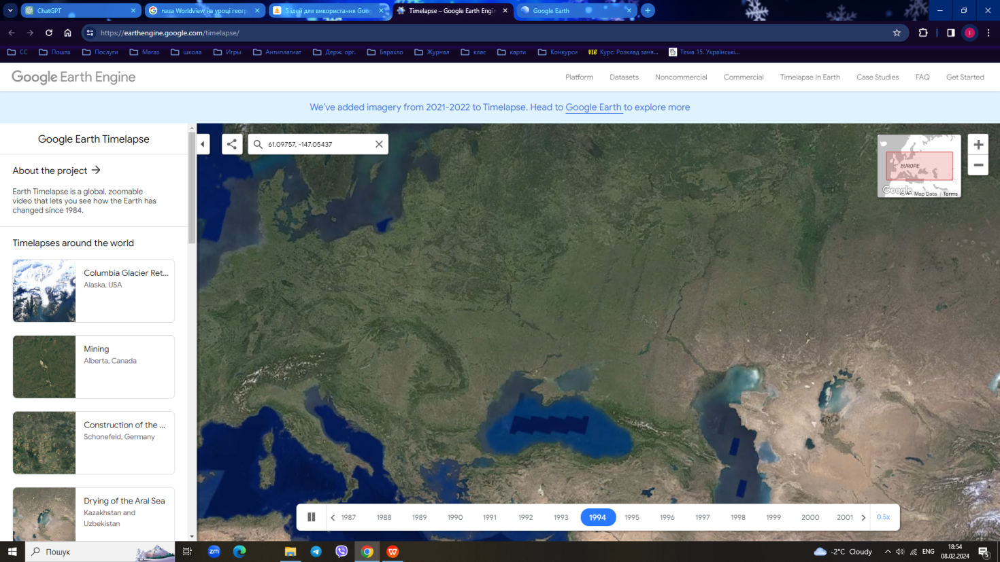 ChatGPT
nasa Worldview на уроці геогр
5 ідей для використання Goo
Timelapse – Google Earth Engin
Google Earth
https://earthengine.google.com/timelapse/
СС
Пошта
Послуги
Магаз
школа
Игры
Антиплагиат
Держ. орг.
Барахло
Журнал
клас
карти
Конкурси
Курс: Розклад заня...
Тема 15. Українські...
Google Earth Engine
Platform
Datasets
Noncommercial
Commercial
Timelapse In Earth
Case Studies
FAQ
Get Started
We've added imagery from 2021-2022 to Timelapse. Head to Google Earth to explore more
Google Earth Timelapse
About the project
Earth Timelapse is a global, zoomable
video that lets you see how the Earth has
changed since 1984.
Timelapses around the world
Columbia Glacier Ret...
Alaska, USA
Mining
Alberta, Canada
Construction of the ...
Schonefeld, Germany
Drying of the Aral Sea
Kazakhstan and
Uzbekistan
61.09757, -147.05437
EUROPE
Google
Map Data
Terms
1987 1988 1989 1990 1991 1992 1993 1994 1995 1996 1997 1998 1999 2000 2001 0.5x
Пошук
zm
-2°C Cloudy
ENG
18:54
08.02.2024
5